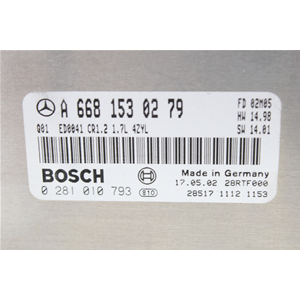 A 668 153 02 79 FD 02M05
HW 14.98
Q01 ED0041 CR1.2 1.7L 4ZYL SW 14.01
BOSCH Made in Germany
17.05.02 28RTF000
0 281 010 793 E10 28517 1112 1153